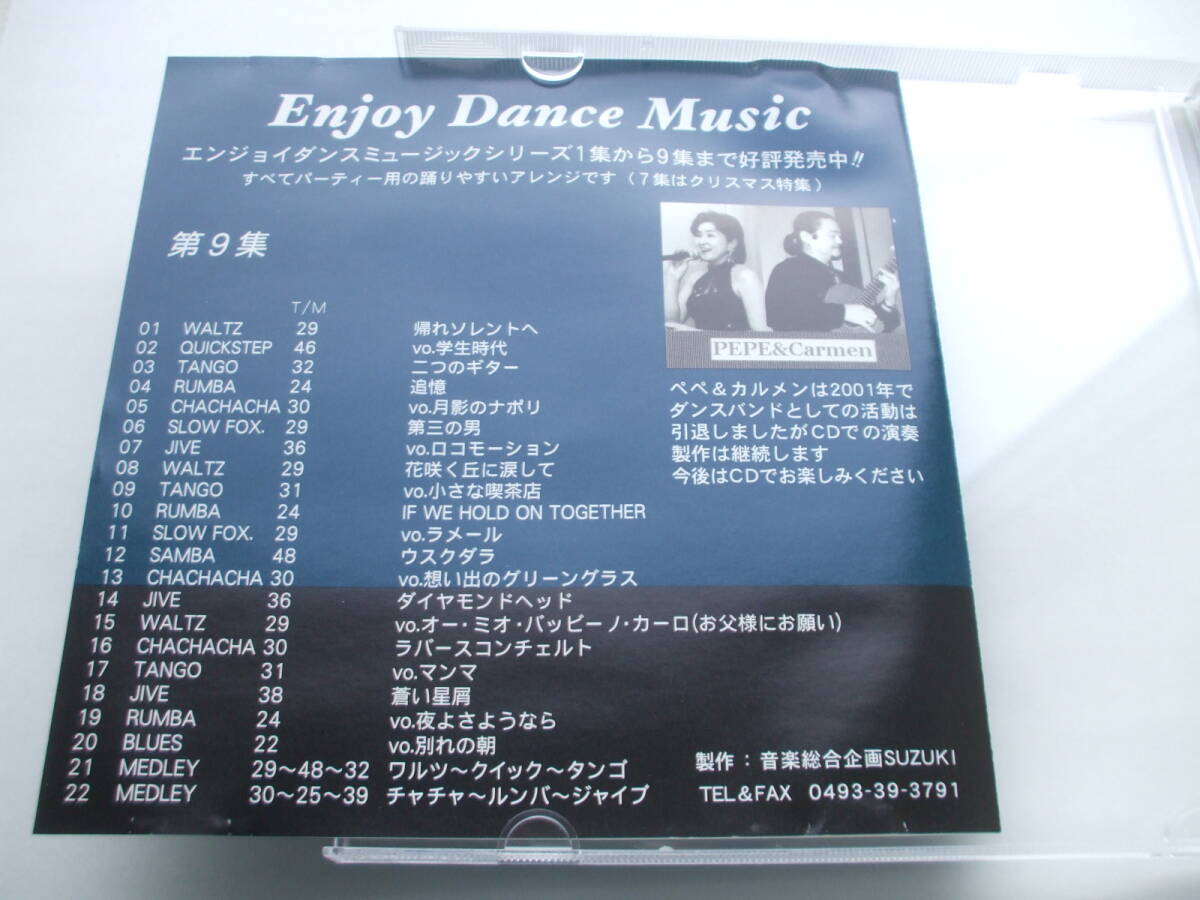 Enjoy Dance Music
エンジョイダンスミュージックシリーズ1集から9集まで好評発売中!!
すべてパーティー用の踊りやすいアレンジです（7集はクリスマス特集）
第9集
T/M
01 WALTZ 29 帰れソレントへ
02 QUICKSTEP 46 vo.学生時代
03 TANGO 32 二つのギター
04 RUMBA 24 追憶
05 CHACHACHA 30 vo.月影のナポリ
06 SLOW FOX. 29 第三の男
07 JIVE 36 vo.ロコモーション
08 WALTZ 29 花咲く丘に涙して
09 TANGO 31 vo.小さな喫茶店
10 RUMBA 24 IF WE HOLD ON TOGETHER
11 SLOW FOX. 29 vo.ラメール
12 SAMBA 48 ウスクダラ
13 CHACHACHA 30 vo.想い出のグリーングラス
14 JIVE 36 ダイヤモンドヘッド
15 WALTZ 29 vo.オー・ミオ・バッビーノ・カーロ(お父様にお願い)
16 CHACHACHA 30 ラバースコンチェルト
17 TANGO 31 vo.マンマ
18 JIVE 38 蒼い星屑
19 RUMBA 24 vo.夜よさようなら
20 BLUES 22 vo.別れの朝
21 MEDLEY 29〜48〜32 ワルツ〜クイック〜タンゴ
22 MEDLEY 30〜25〜39 チャチャ〜ルンバ〜ジャイブ
PEPE&Carmen
ペペ＆カルメンは2001年で
ダンスバンドとしての活動は
引退しましたがCDでの演奏
製作は継続します
今後はCDでお楽しみください
製作：音楽総合企画SUZUKI
TEL&FAX 0493-39-3791